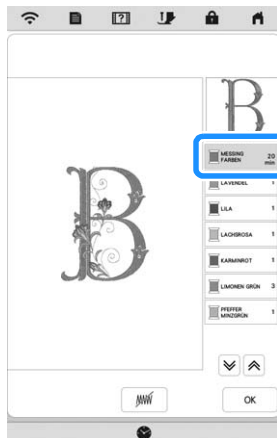 B
MESSING FARBEN 20 min
LAVENDEL 1
LILA 1
LACHSROSA 1
KARMINROT 1
LIMONEN GRÜN 3
PFEFFER MINZGRÜN 1
B
OK